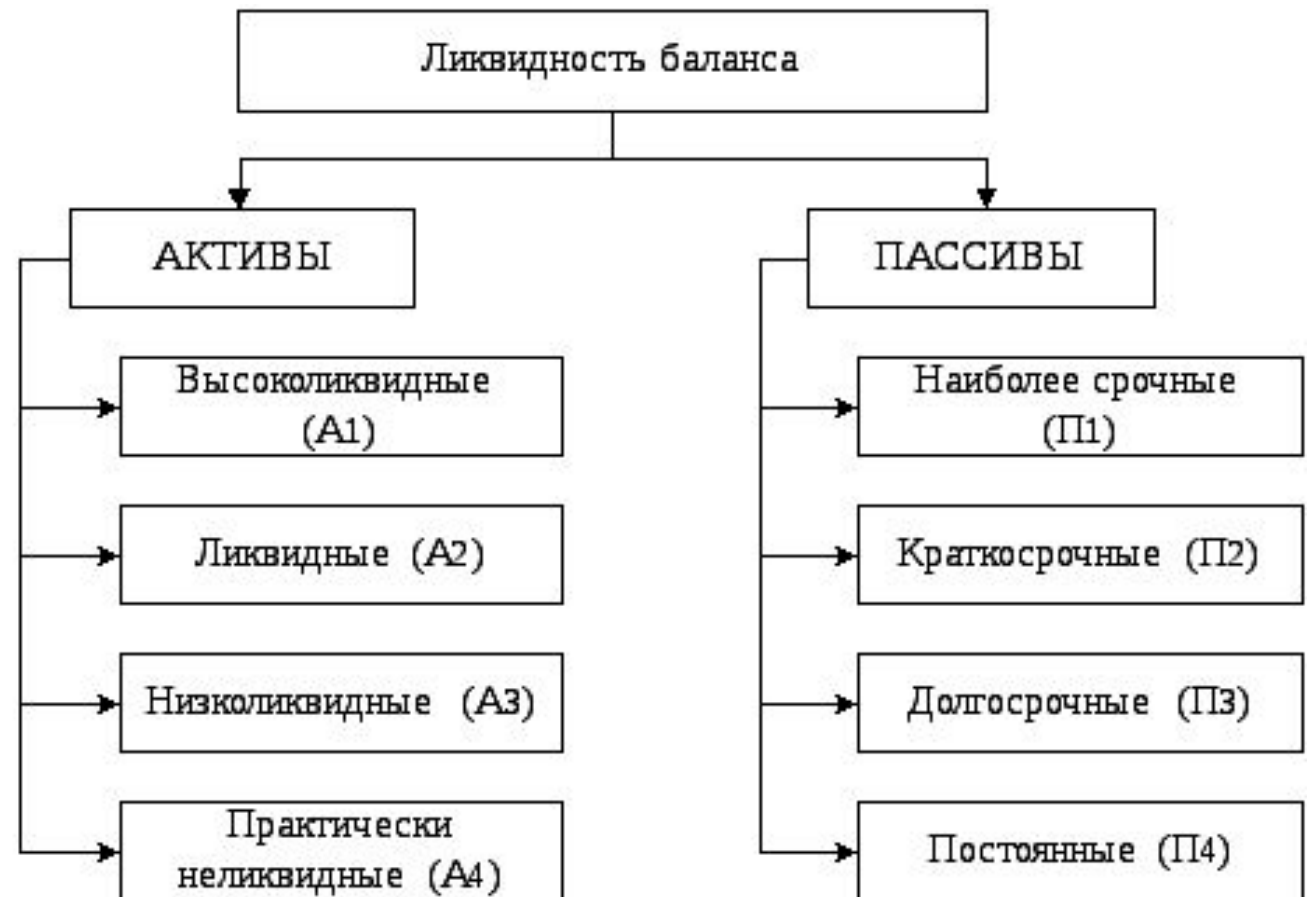 Ликвидность баланса
АКТИВЫ
Высоколиквидные
(А1)
Ликвидные (А2)
Низколиквидные (А3)
Практически
неликвидные (А4)
ПАССИВЫ
Наиболее срочные
(П1)
Краткосрочные (П2)
Долгосрочные (П3)
Постоянные (П4)